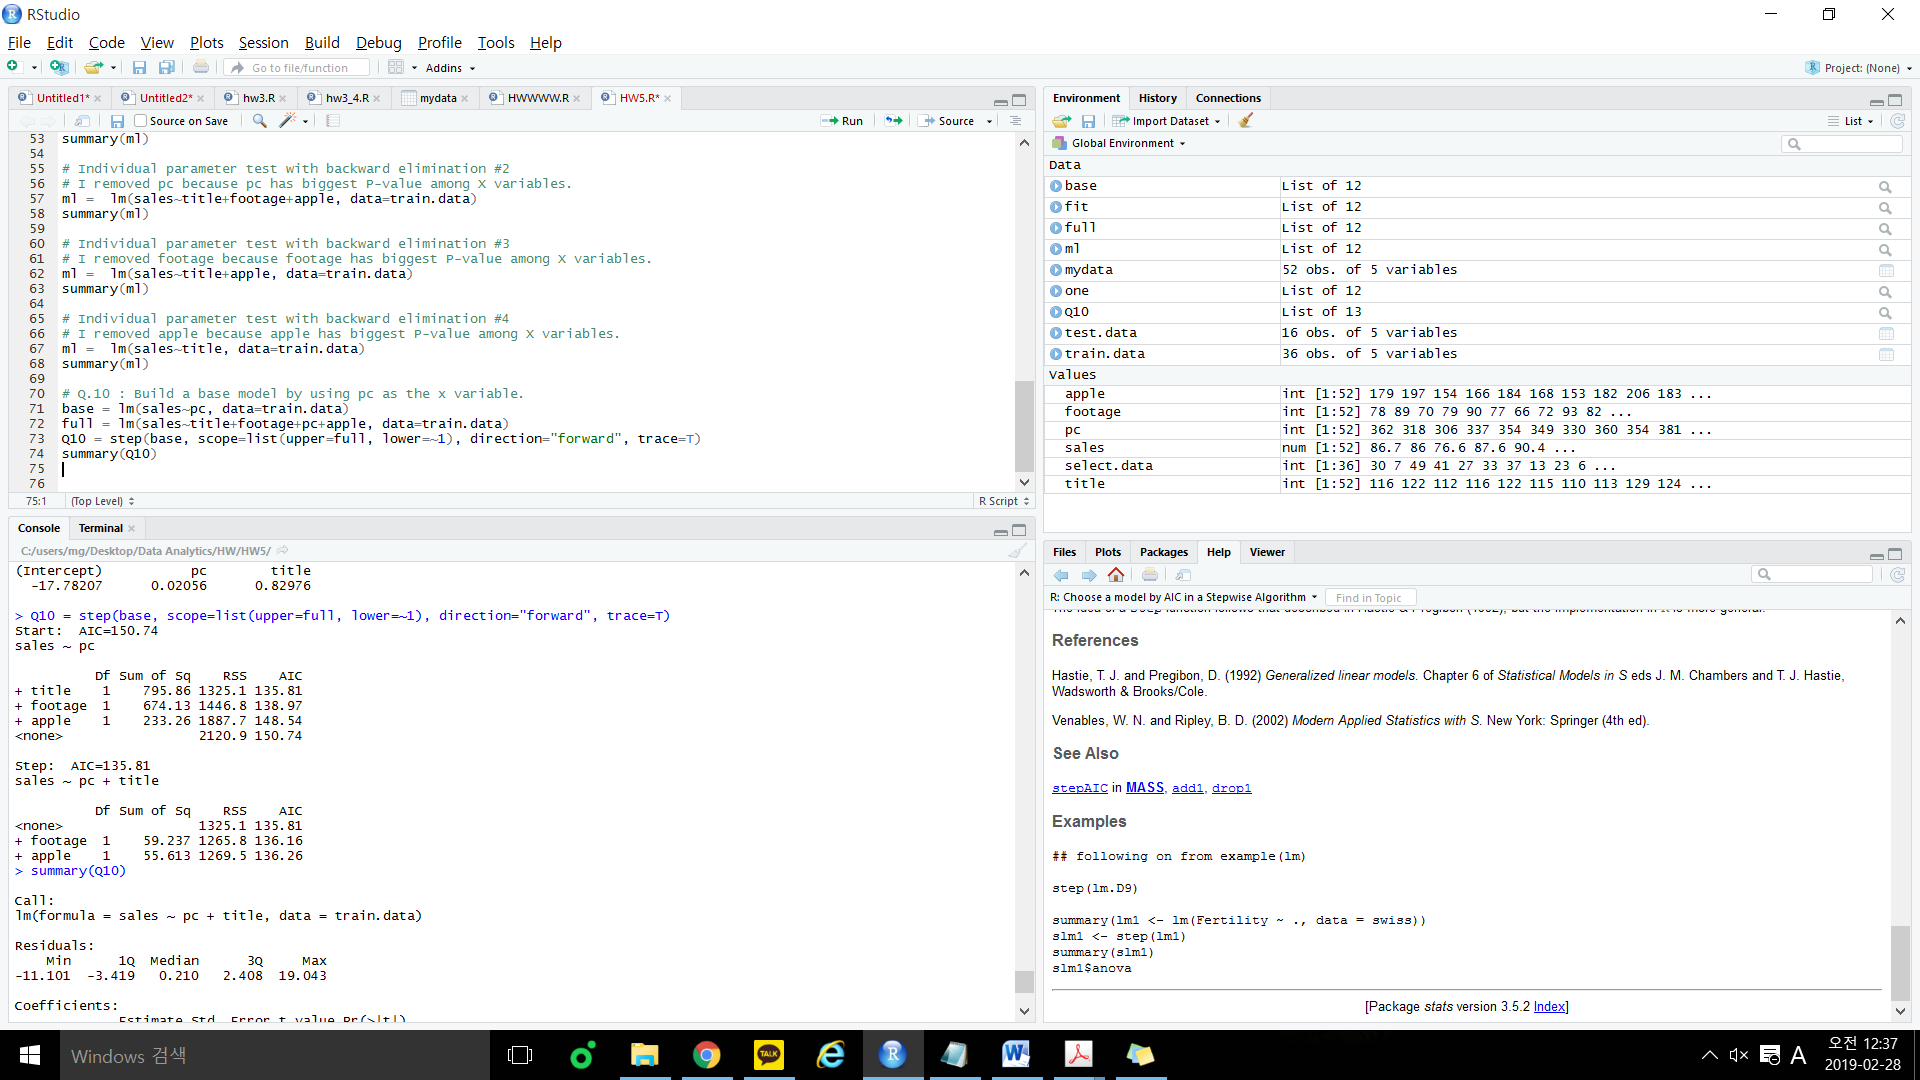 RStudio
File Edit Code View Plots Session Build Debug Profile Tools Help
Go to file/function Addins Project: (None)
Untitled1* Untitled2* hw3.R hw3_4.R mydata HWWWW.R HW5.R*
Source on Save Run Source
53 summary(ml)
54
55 # Individual parameter test with backward elimination #2
56 # I removed pc because pc has biggest P-value among X variables.
57 ml =  lm(sales~title+footage+apple, data=train.data)
58 summary(ml)
59
60 # Individual parameter test with backward elimination #3
61 # I removed footage because footage has biggest P-value among X variables.
62 ml =  lm(sales~title+apple, data=train.data)
63 summary(ml)
64
65 # Individual parameter test with backward elimination #4
66 # I removed apple because apple has biggest P-value among X variables.
67 ml =  lm(sales~title, data=train.data)
68 summary(ml)
69
70 # Q.10 : Build a base model by using pc as the x variable.
71 base = lm(sales~pc, data=train.data)
72 full = lm(sales~title+footage+pc+apple, data=train.data)
73 Q10 = step(base, scope=list(upper=full, lower=~1), direction="forward", trace=T)
74 summary(Q10)
75
76
75:1 (Top Level) R Script
Console Terminal
C:/users/mg/Desktop/Data Analytics/HW/HW5/
(Intercept) pc title
-17.78207 0.02056 0.82976
> Q10 = step(base, scope=list(upper=full, lower=~1), direction="forward", trace=T)
Start:  AIC=150.74
sales ~ pc
Df Sum of Sq RSS AIC
+ title 1 795.86 1325.1 135.81
+ footage 1 674.13 1446.8 138.97
+ apple 1 233.26 1887.7 148.54
<none> 2120.9 150.74
Step:  AIC=135.81
sales ~ pc + title
Df Sum of Sq RSS AIC
<none> 1325.1 135.81
+ footage 1 59.237 1265.8 136.16
+ apple 1 55.613 1269.5 136.26
> summary(Q10)
Call:
lm(formula = sales ~ pc + title, data = train.data)
Residuals:
Min 1Q Median 3Q Max
-11.101 -3.419 0.210 2.408 19.043
Coefficients:
Estimate Std. Error t value Pr(>|t|)
Environment History Connections
Import Dataset List
Global Environment
Data
base List of 12
fit List of 12
full List of 12
ml List of 12
mydata 52 obs. of 5 variables
one List of 12
Q10 List of 13
test.data 16 obs. of 5 variables
train.data 36 obs. of 5 variables
Values
apple int [1:52] 179 197 154 166 184 168 153 182 206 183 ...
footage int [1:52] 78 89 70 79 90 77 66 72 93 82 ...
pc int [1:52] 362 318 306 337 354 349 330 360 354 381 ...
sales num [1:52] 86.7 86 76.6 87.6 90.4 ...
select.data int [1:36] 30 7 49 41 27 33 37 13 23 6 ...
title int [1:52] 116 122 112 116 122 115 110 113 129 124 ...
Files Plots Packages Help Viewer
R: Choose a model by AIC in a Stepwise Algorithm Find in Topic
References
Hastie, T. J. and Pregibon, D. (1992) Generalized linear models. Chapter 6 of Statistical Models in S eds J. M. Chambers and T. J. Hastie,
Wadsworth & Brooks/Cole.
Venables, W. N. and Ripley, B. D. (2002) Modern Applied Statistics with S. New York: Springer (4th ed).
See Also
stepAIC in MASS, add1, drop1
Examples
## following on from example(lm)
step(lm.D9)
summary(lm1 <- lm(Fertility ~ ., data = swiss))
slm1 <- step(lm1)
summary(slm1)
slm1$anova
[Package stats version 3.5.2 Index]
Windows 검색
TALK
A
오전 12:37
2019-02-28